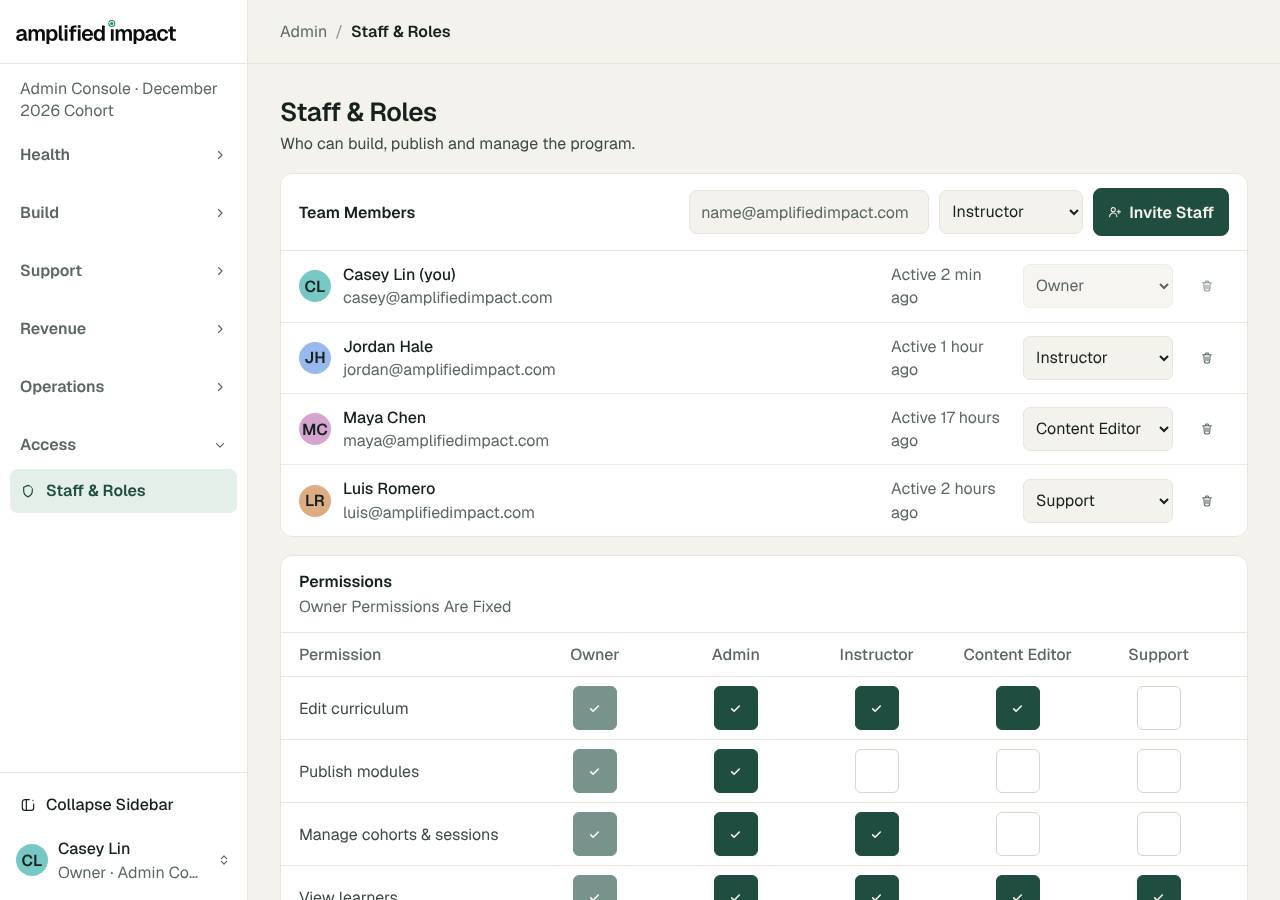 amplified impact
Admin / Staff & Roles
Admin Console · December
2026 Cohort
Health
Build
Support
Revenue
Operations
Access
Staff & Roles
Collapse Sidebar
CL
Casey Lin
Owner · Admin Co...
Staff & Roles
Who can build, publish and manage the program.
Team Members
name@amplifiedimpact.com
Instructor
Invite Staff
CL
Casey Lin (you)
casey@amplifiedimpact.com
Active 2 min
ago
Owner
JH
Jordan Hale
jordan@amplifiedimpact.com
Active 1 hour
ago
Instructor
MC
Maya Chen
maya@amplifiedimpact.com
Active 17 hours
ago
Content Editor
LR
Luis Romero
luis@amplifiedimpact.com
Active 2 hours
ago
Support
Permissions
Owner Permissions Are Fixed
Permission Owner Admin Instructor Content Editor Support
Edit curriculum
Publish modules
Manage cohorts & sessions
View learners